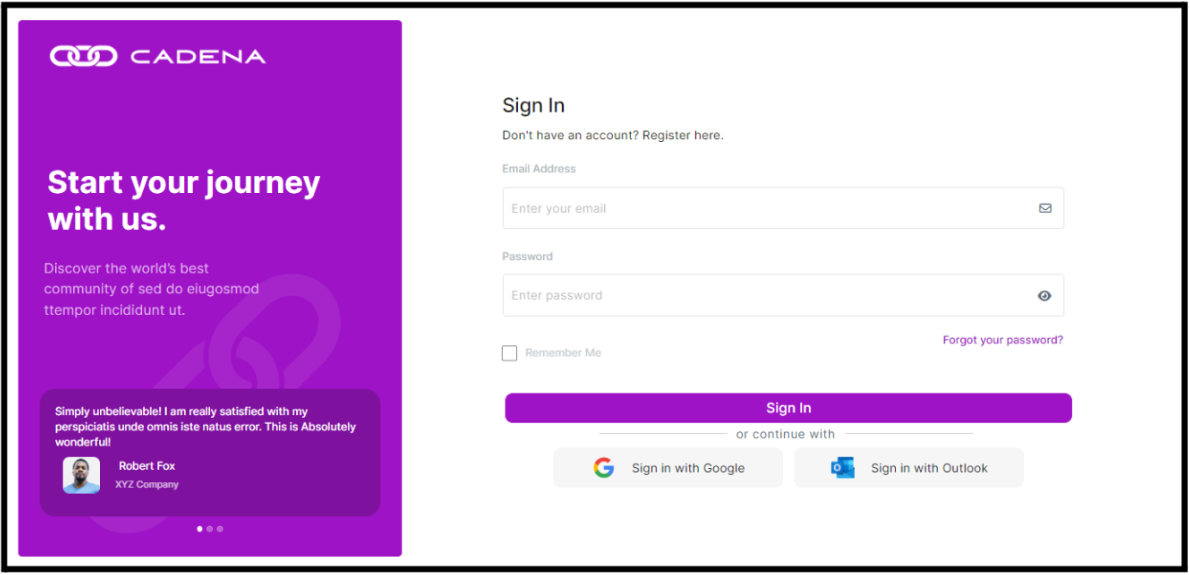 CADENA
Start your journey
with us.
Discover the world's best
community of sed do eiugosmod
ttempor incididunt ut.
Simply unbelievable! I am really satisfied with my
perspiciatis unde omnis iste natus error. This is Absolutely
wonderful!
Robert Fox
XYZ Company
Sign In
Don't have an account? Register here.
Email Address
Enter your email
Password
Enter password
Forgot your password?
Remember Me
Sign In
or continue with
Sign in with Google
Sign in with Outlook